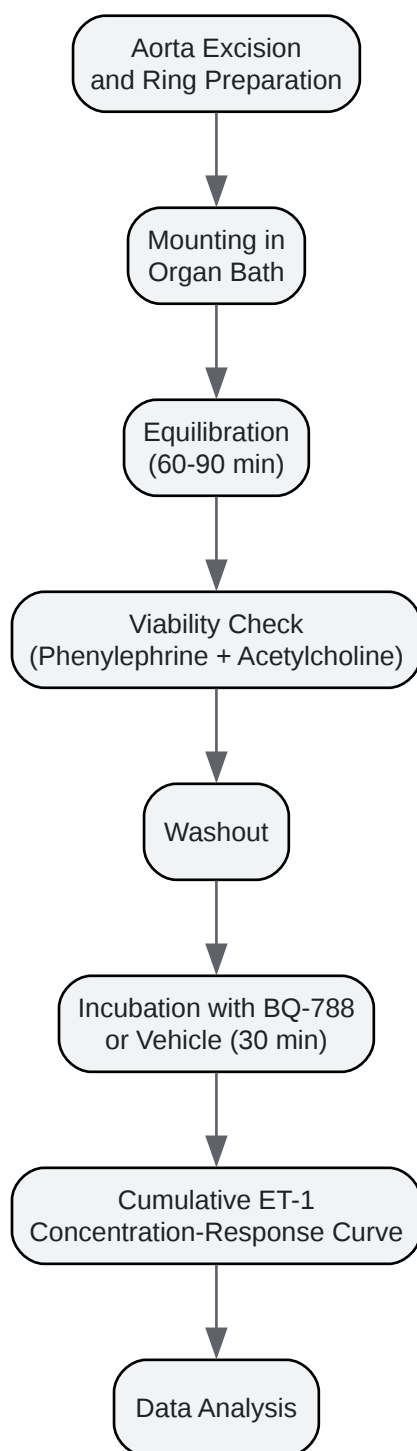 Aorta Excision
and Ring Preparation
Mounting in
Organ Bath
Equilibration
(60-90 min)
Viability Check
(Phenylephrine + Acetylcholine)
Washout
Incubation with BQ-788
or Vehicle (30 min)
Cumulative ET-1
Concentration-Response Curve
Data Analysis